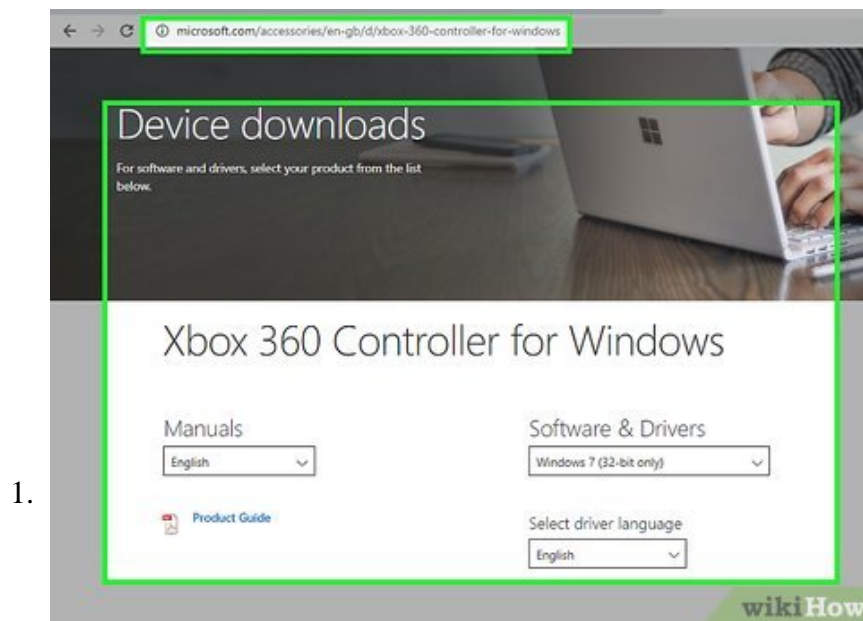 microsoft.com/accessories/en-gb/d/xbox-360-controller-for-windows
Device downloads
For software and drivers, select your product from the list
below.
Xbox 360 Controller for Windows
Manuals
English
Software & Drivers
Windows 7 (32-bit only)
1.
Product Guide
Select driver language
English
wikiHow